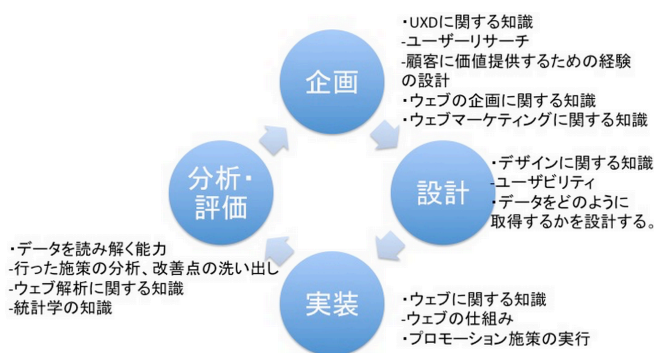 企画
・UXDに関する知識
-ユーザーリサーチ
-顧客に価値提供するための経験
の設計
・ウェブの企画に関する知識
・ウェブマーケティングに関する知識
設計
・デザインに関する知識
-ユーザビリティ
・データをどのように
取得するかを設計する。
実装
・ウェブに関する知識
-ウェブの仕組み
・プロモーション施策の実行
分析・
評価
・データを読み解く能力
-行った施策の分析、改善点の洗い出し
-ウェブ解析に関する知識
-統計学の知識